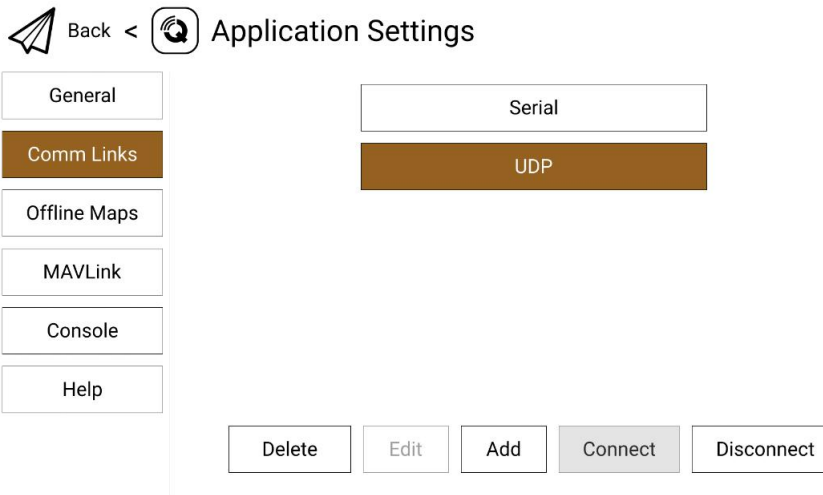 Back < Application Settings
General
Comm Links
Offline Maps
MAVLink
Console
Help
Serial
UDP
Delete Edit Add Connect Disconnect